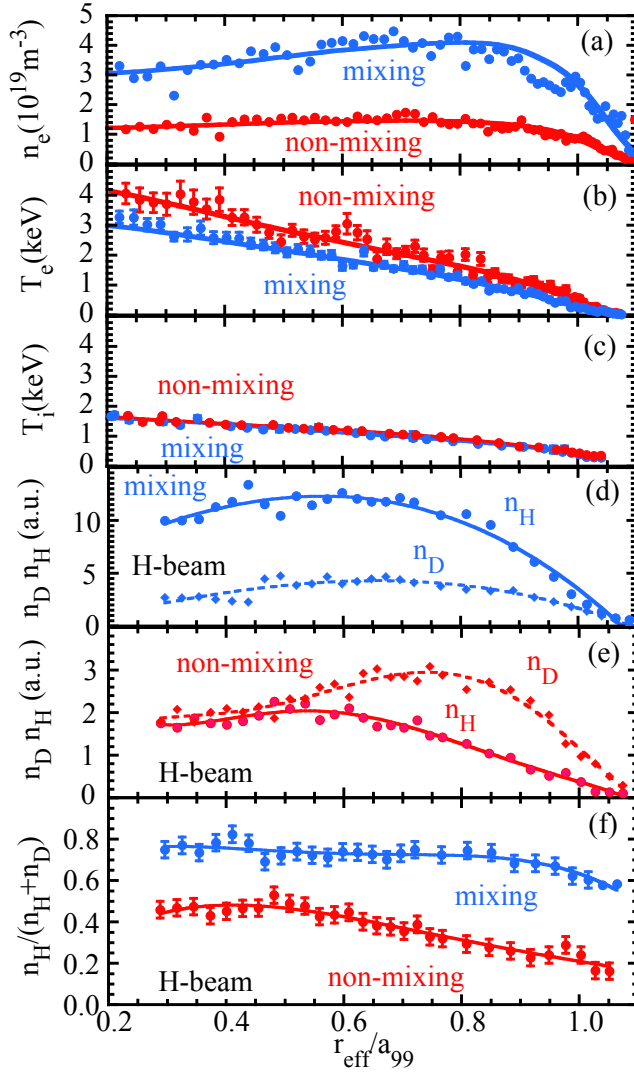 (a)
n_e(10^19 m^-3)
5
4
3
2
1
0
mixing
non-mixing
(b)
T_e(keV)
4
3
2
1
0
non-mixing
mixing
(c)
T_i(keV)
4
3
2
1
0
non-mixing
mixing
(d)
n_D n_H (a.u.)
10
5
0
mixing
n_H
H-beam
n_D
(e)
n_D n_H (a.u.)
3
2
1
0
non-mixing
n_D
n_H
H-beam
(f)
n_H/(n_H+n_D)
0.8
0.6
0.4
0.2
0.0
mixing
H-beam
non-mixing
0.2 0.4 0.6 0.8 1.0
r_eff/a_99